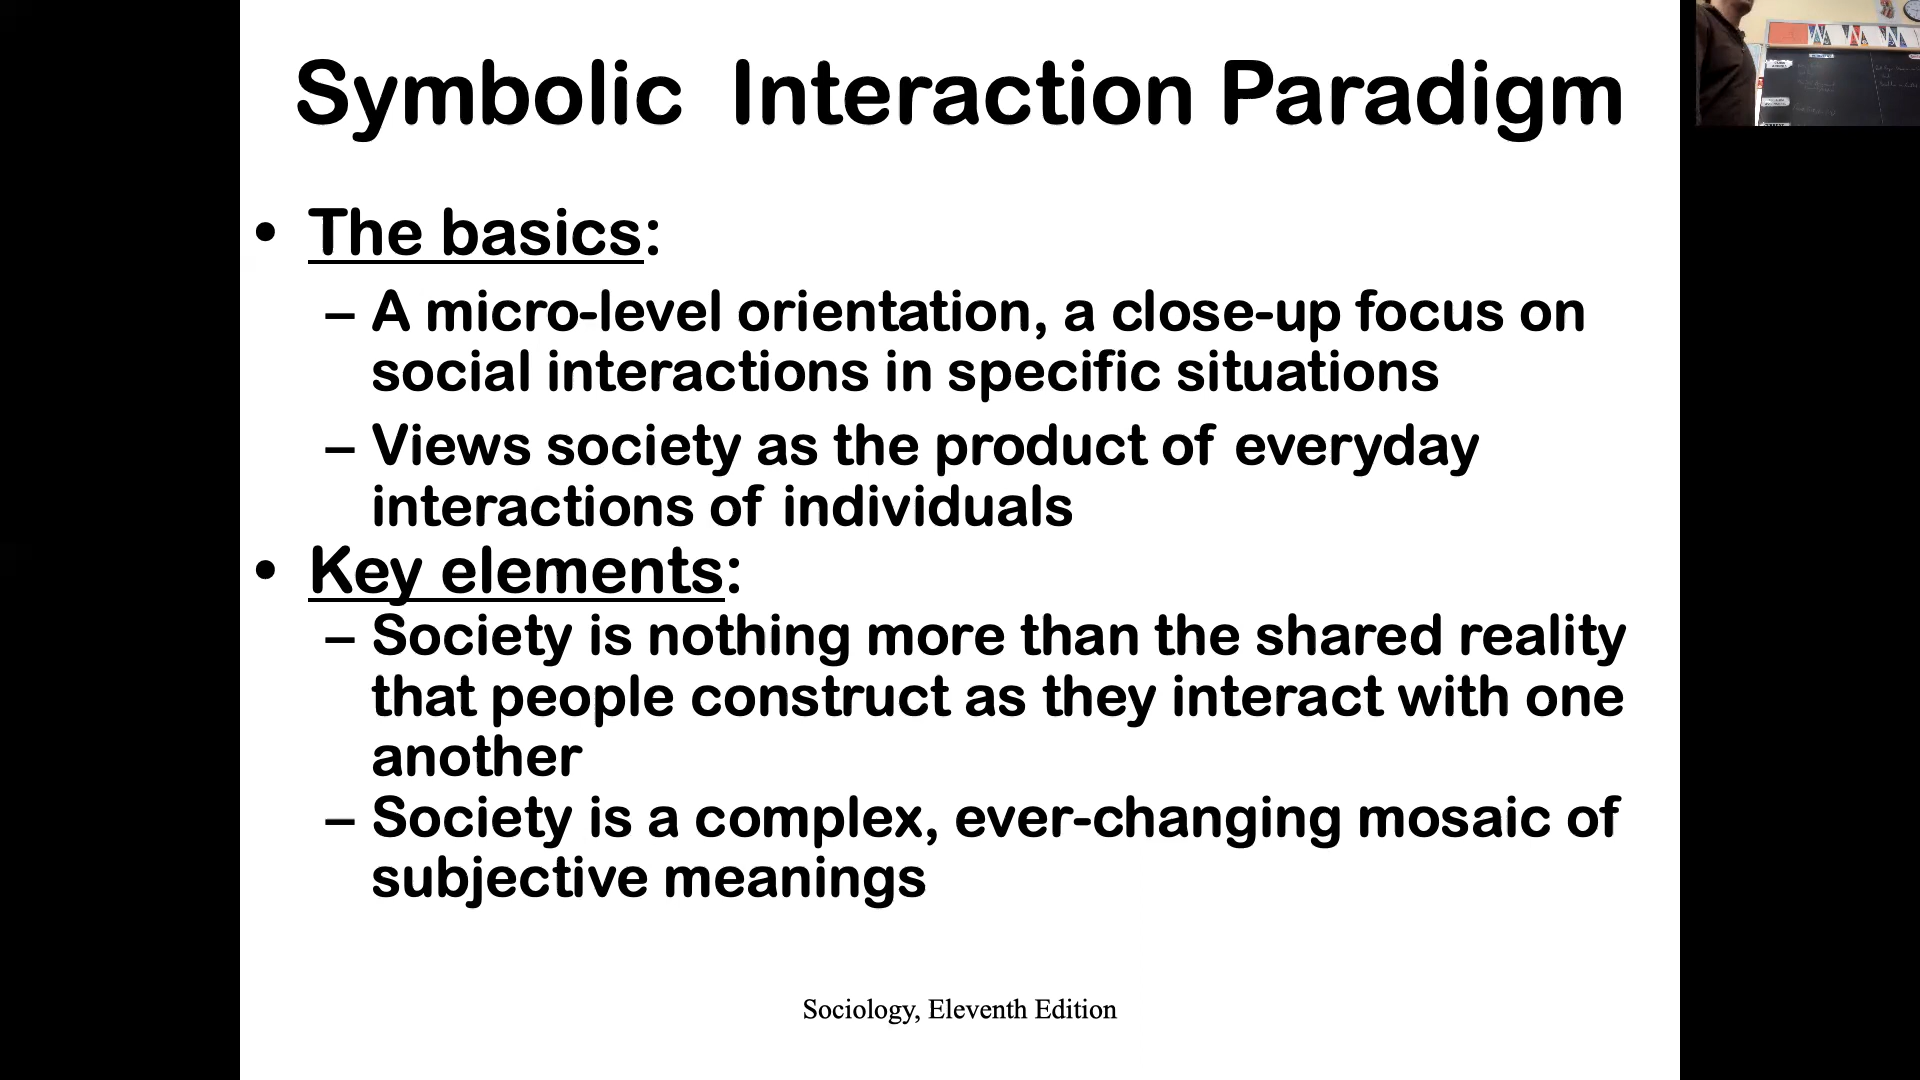 Symbolic  Interaction Paradigm
• The basics:
– A micro-level orientation, a close-up focus on
social interactions in specific situations
– Views society as the product of everyday
interactions of individuals
• Key elements:
– Society is nothing more than the shared reality
that people construct as they interact with one
another
– Society is a complex, ever-changing mosaic of
subjective meanings
Sociology, Eleventh Edition